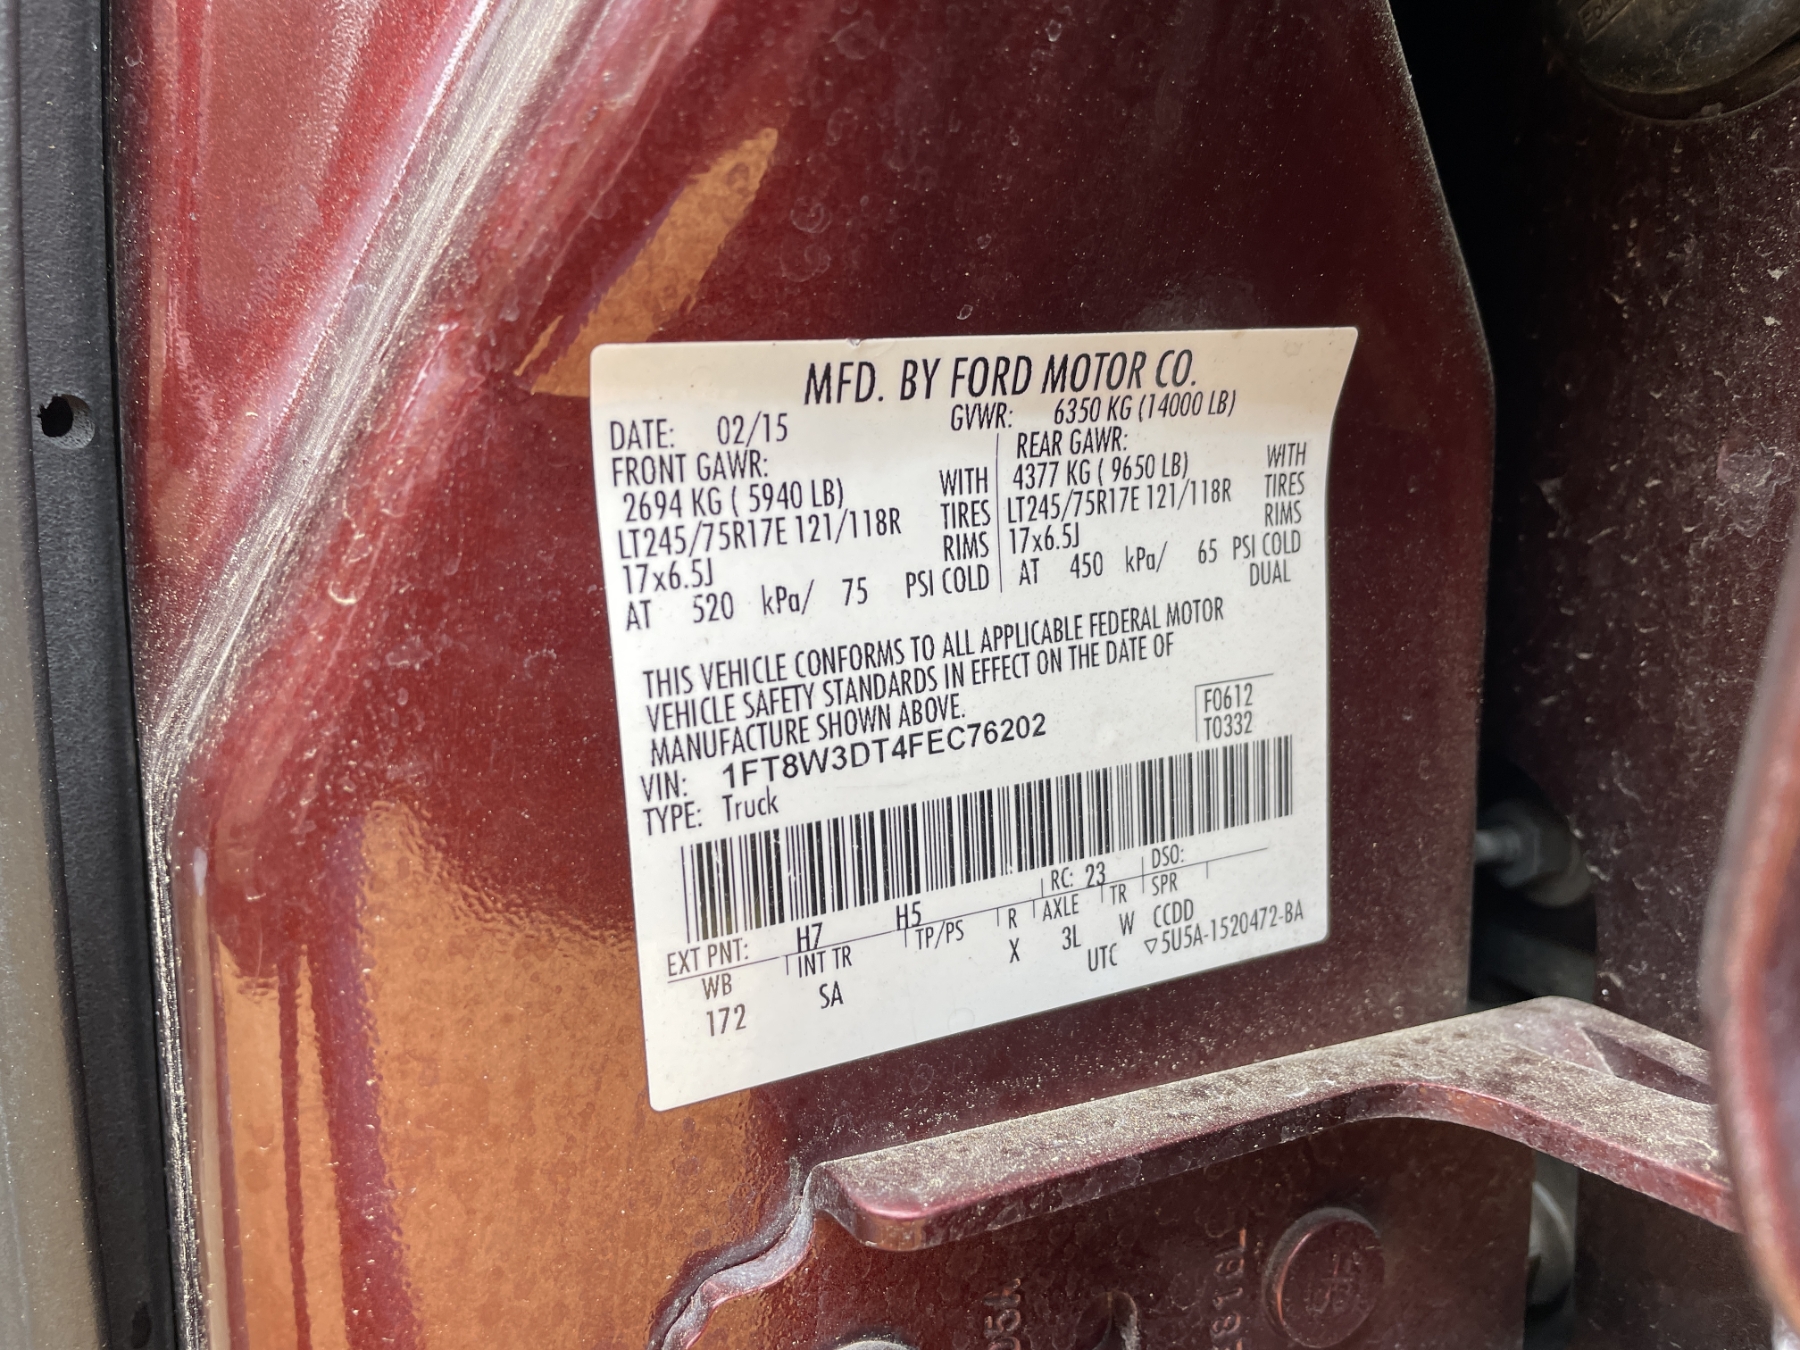 MFD. BY FORD MOTOR CO.
DATE: 02/15 GVWR: 6350 KG (14000 LB)
FRONT GAWR: REAR GAWR:
2694 KG ( 5940 LB) WITH 4377 KG ( 9650 LB) WITH
LT245/75R17E 121/118R TIRES LT245/75R17E 121/118R TIRES
17x6.5J RIMS 17x6.5J RIMS
AT 520 kPa/ 75 PSI COLD AT 450 kPa/ 65 PSI COLD
DUAL
THIS VEHICLE CONFORMS TO ALL APPLICABLE FEDERAL MOTOR
VEHICLE SAFETY STANDARDS IN EFFECT ON THE DATE OF
MANUFACTURE SHOWN ABOVE.
F0612
T0332
VIN: 1FT8W3DT4FEC76202
TYPE: Truck
EXT PNT: H7 H5 RC: 23 DSO:
WB INT TR TP/PS R AXLE TR SPR
172 SA X 3L W CCDD
UTC ▽5U5A-1520472-BA